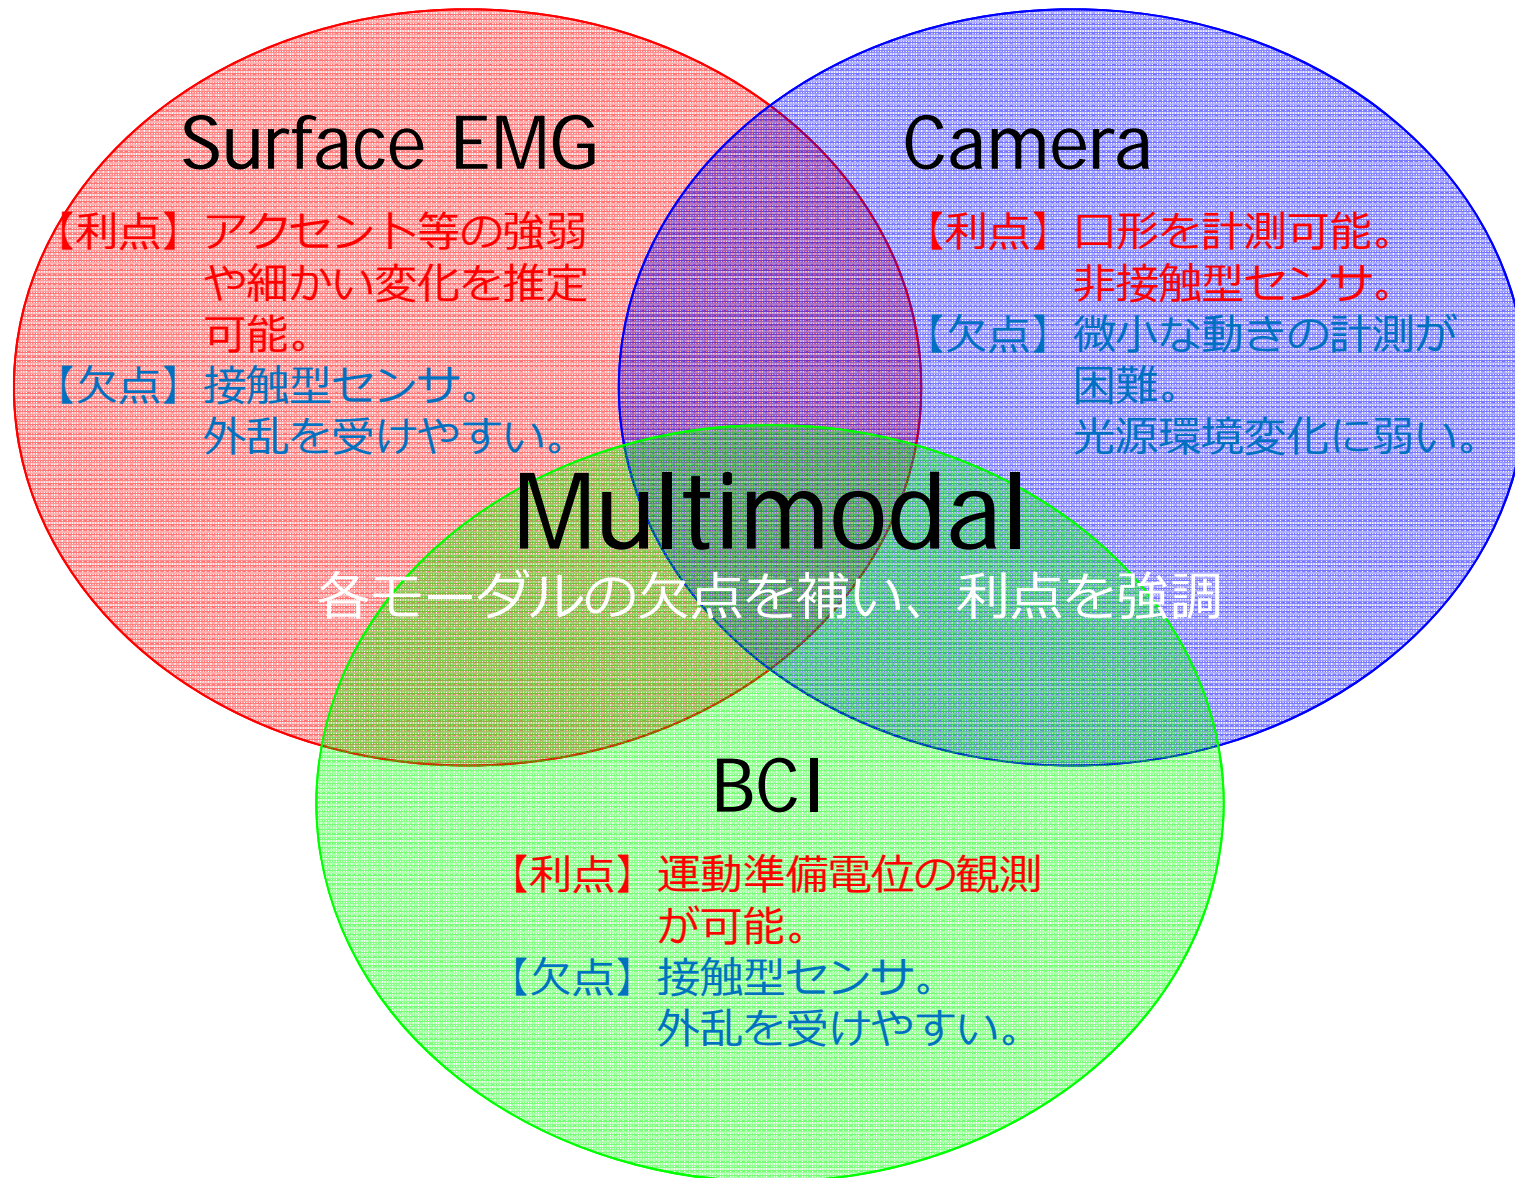 Surface EMG
【利点】アクセント等の強弱
や細かい変化を推定
可能。
【欠点】接触型センサ。
外乱を受けやすい。
Camera
【利点】口形を計測可能。
非接触型センサ。
【欠点】微小な動きの計測が
困難。
光源環境変化に弱い。
Multimodal
各モーダルの欠点を補い、利点を強調
BCI
【利点】運動準備電位の観測
が可能。
【欠点】接触型センサ。
外乱を受けやすい。